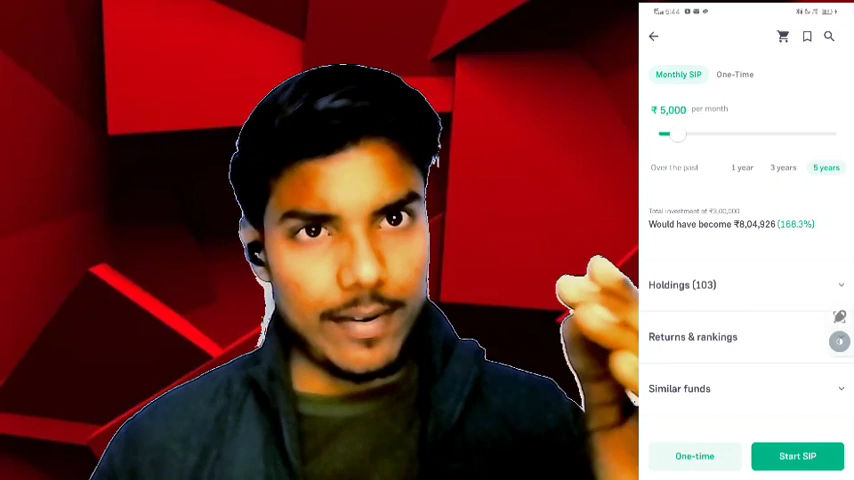 5:44
Monthly SIP One-Time
₹ 5,000 per month
Over the past 1 year 3 years 5 years
Total investment of ₹3,00,000
Would have become ₹8,04,926 (168.3%)
Holdings (103)
Returns & rankings
Similar funds
One-time Start SIP